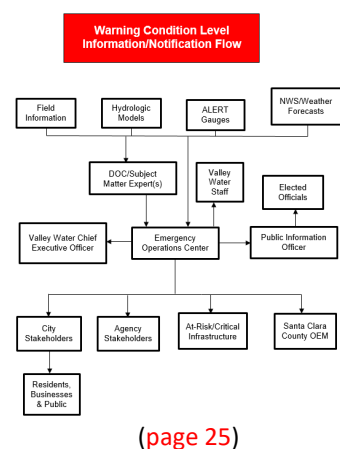 Warning Condition Level
Information/Notification Flow
Field
Information
Hydrologic
Models
ALERT
Gauges
NWS/Weather
Forecasts
DOC/Subject
Matter Expert(s)
Valley
Water
Staff
Elected
Officials
Valley Water Chief
Executive Officer
Emergency
Operations Center
Public Information
Officer
City
Stakeholders
Agency
Stakeholders
At-Risk/Critical
Infrastructure
Santa Clara
County OEM
Residents,
Businesses
& Public
(page 25)